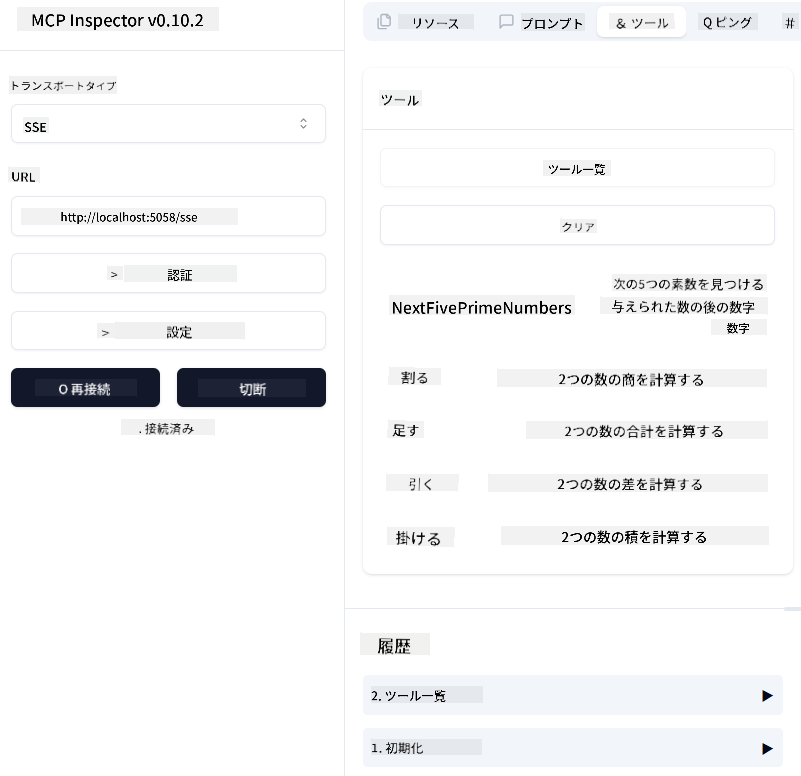 MCP Inspector v0.10.2
トランスポートタイプ
SSE
URL
http://localhost:5058/sse
> 認証
> 設定
O 再接続
切断
. 接続済み
リソース
プロンプト
& ツール
Q ピング
#
ツール
ツール一覧
クリア
NextFivePrimeNumbers
次の5つの素数を見つける
与えられた数の後の数字
数字
割る
2つの数の商を計算する
足す
2つの数の合計を計算する
引く
2つの数の差を計算する
掛ける
2つの数の積を計算する
履歴
2. ツール一覧
1. 初期化